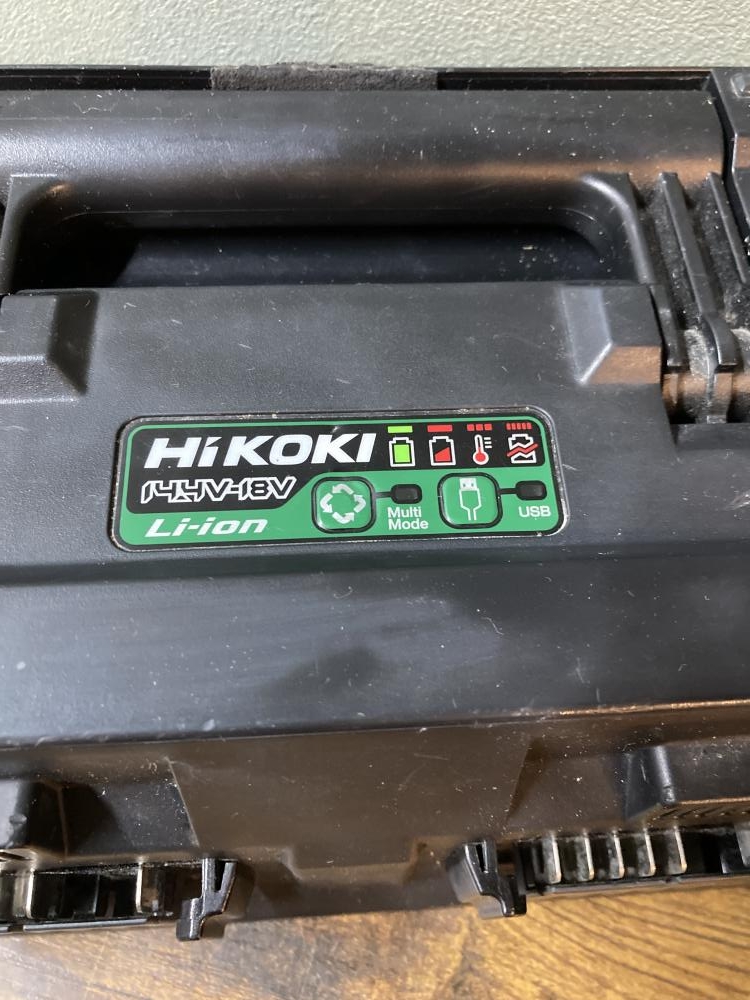 HiKOKI
14.4V-18V
Li-ion
Multi
Mode
USB